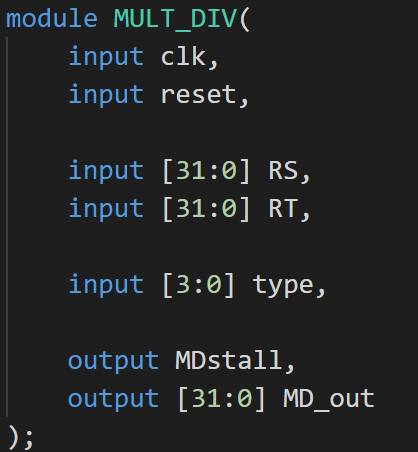 module MULT_DIV(
    input clk,
    input reset,

    input [31:0] RS,
    input [31:0] RT,

    input [3:0] type,

    output MDstall,
    output [31:0] MD_out
);